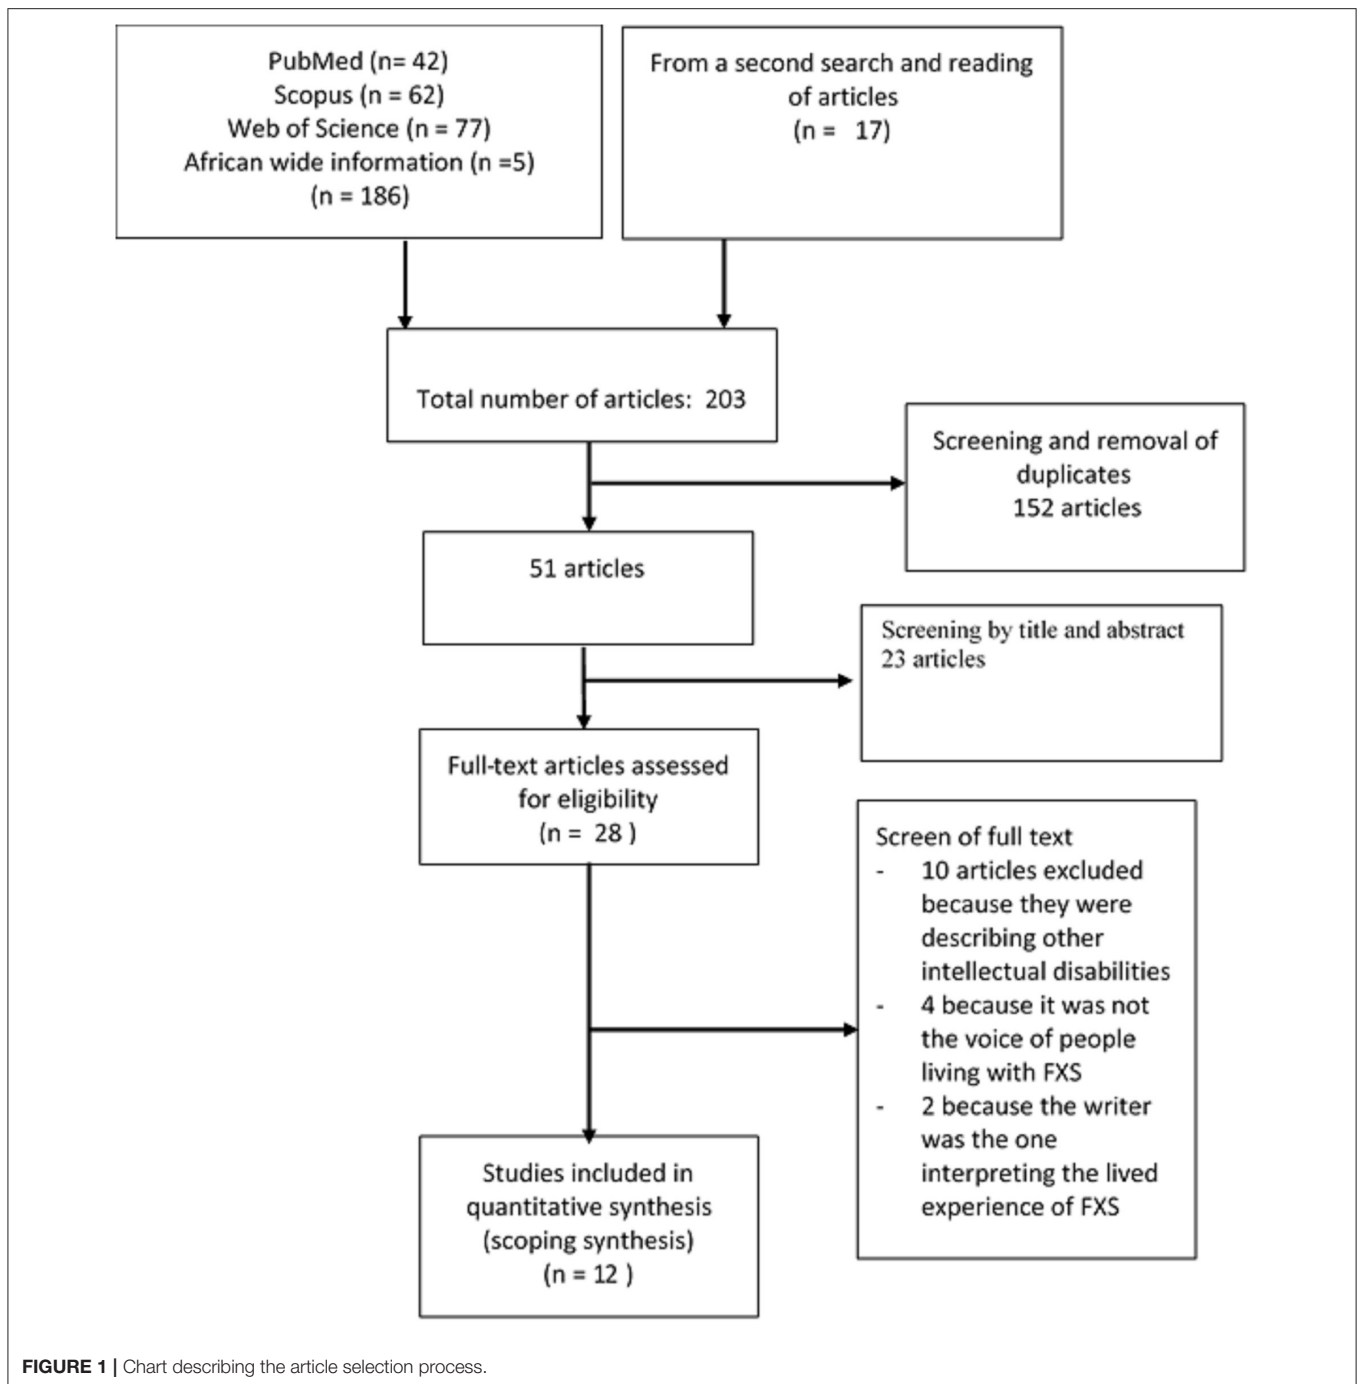 PubMed (n= 42)
Scopus (n = 62)
Web of Science (n = 77)
African wide information (n =5)
(n = 186)
From a second search and reading
of articles
(n = 17)
Total number of articles: 203
Screening and removal of
duplicates
152 articles
51 articles
Screening by title and abstract
23 articles
Full-text articles assessed
for eligibility
(n = 28 )
Screen of full text
- 10 articles excluded
because they were
describing other
intellectual disabilities
- 4 because it was not
the voice of people
living with FXS
- 2 because the writer
was the one
interpreting the lived
experience of FXS
Studies included in
quantitative synthesis
(scoping synthesis)
(n = 12 )
FIGURE 1 | Chart describing the article selection process.